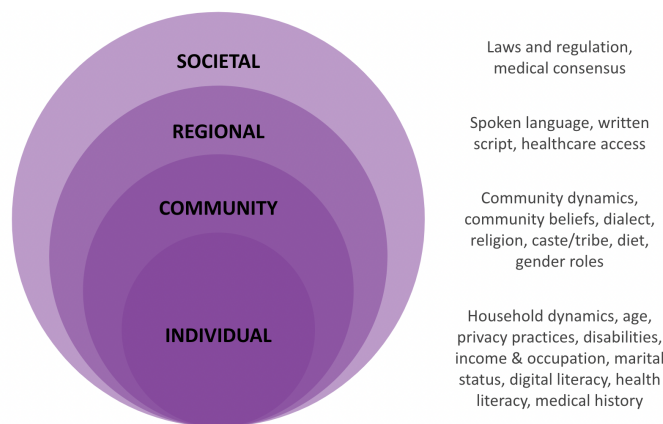 SOCIETAL
Laws and regulation,
medical consensus
REGIONAL
Spoken language, written
script, healthcare access
COMMUNITY
Community dynamics,
community beliefs, dialect,
religion, caste/tribe, diet,
gender roles
INDIVIDUAL
Household dynamics, age,
privacy practices, disabilities,
income & occupation, marital
status, digital literacy, health
literacy, medical history